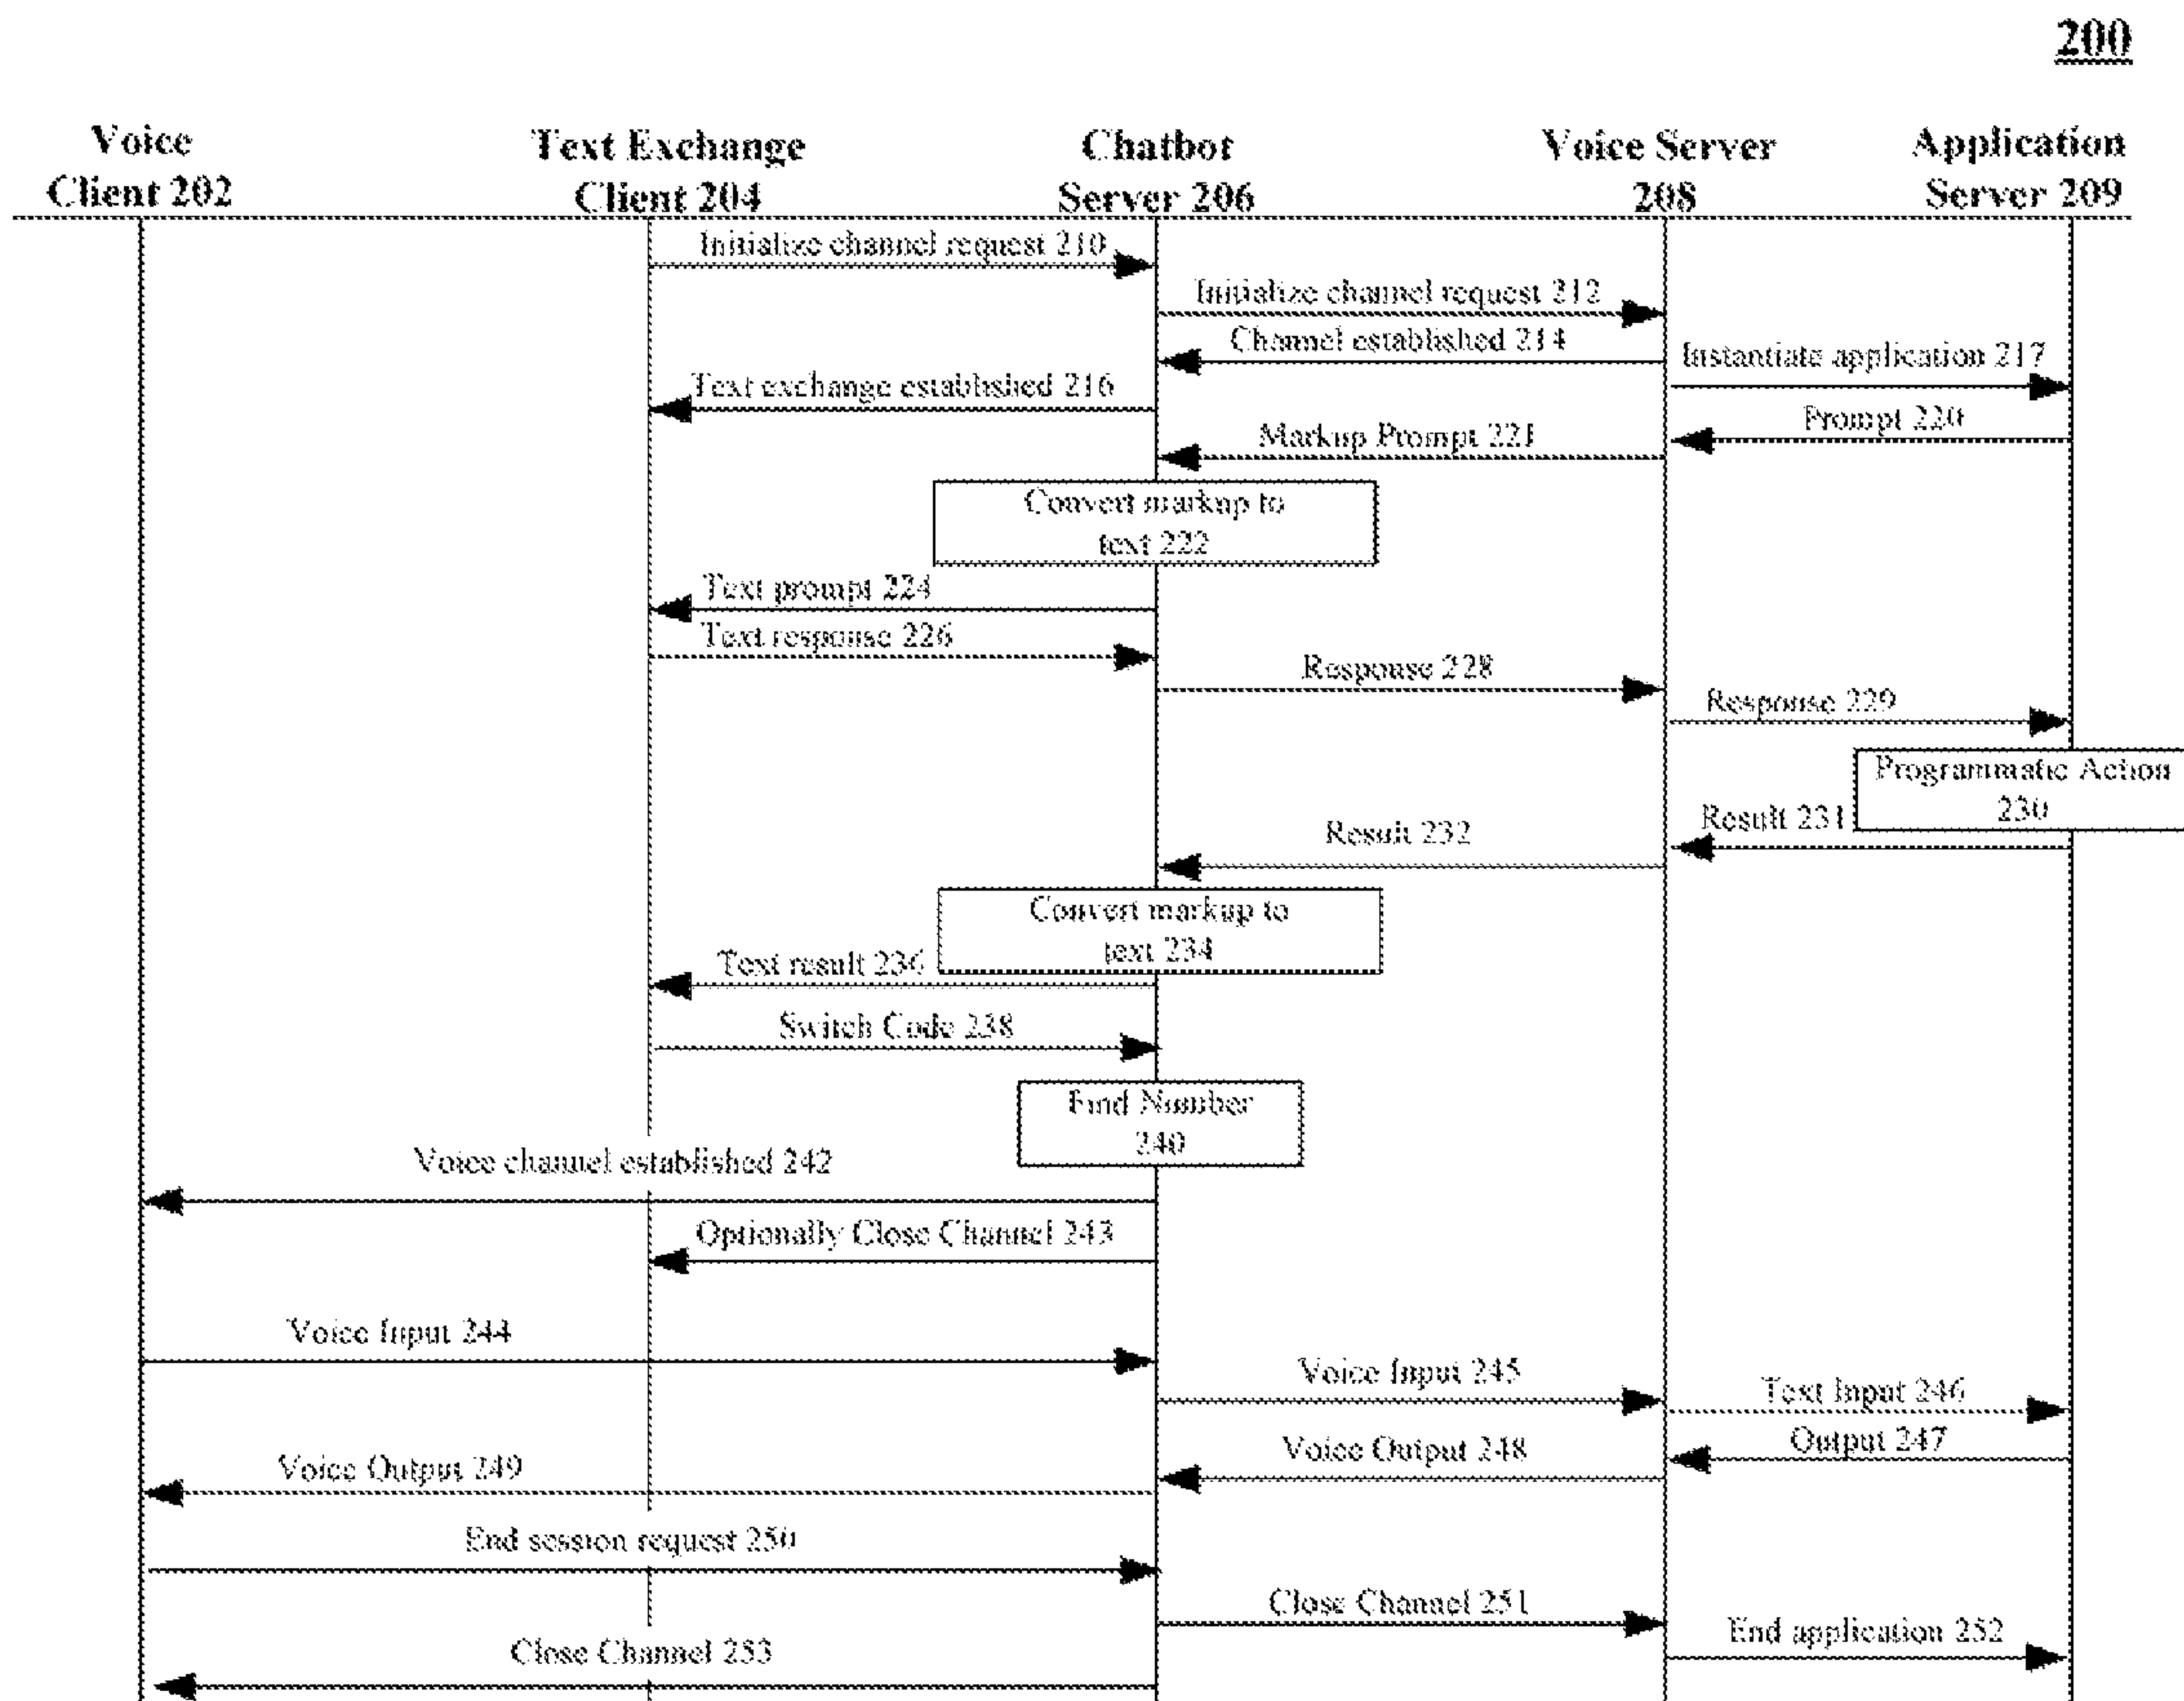 200
Voice
Client 202
Text Exchange
Client 204
Chatbot
Server 206
Voice Server
208
Application
Server 209
Initialize channel request 210
Initialize channel request 212
Channel established 214
Text exchange established 216
Instantiate application 217
Prompt 220
Markup Prompt 221
Convert markup to
text 222
Text prompt 224
Text response 226
Response 228
Response 229
Programmatic Action
230
Result 231
Result 232
Convert markup to
text 234
Text result 236
Switch Code 238
Find Number
240
Voice channel established 242
Optionally Close Channel 243
Voice Input 244
Voice Input 245
Text Input 246
Output 247
Voice Output 248
Voice Output 249
End session request 250
Close Channel 251
End application 252
Close Channel 253